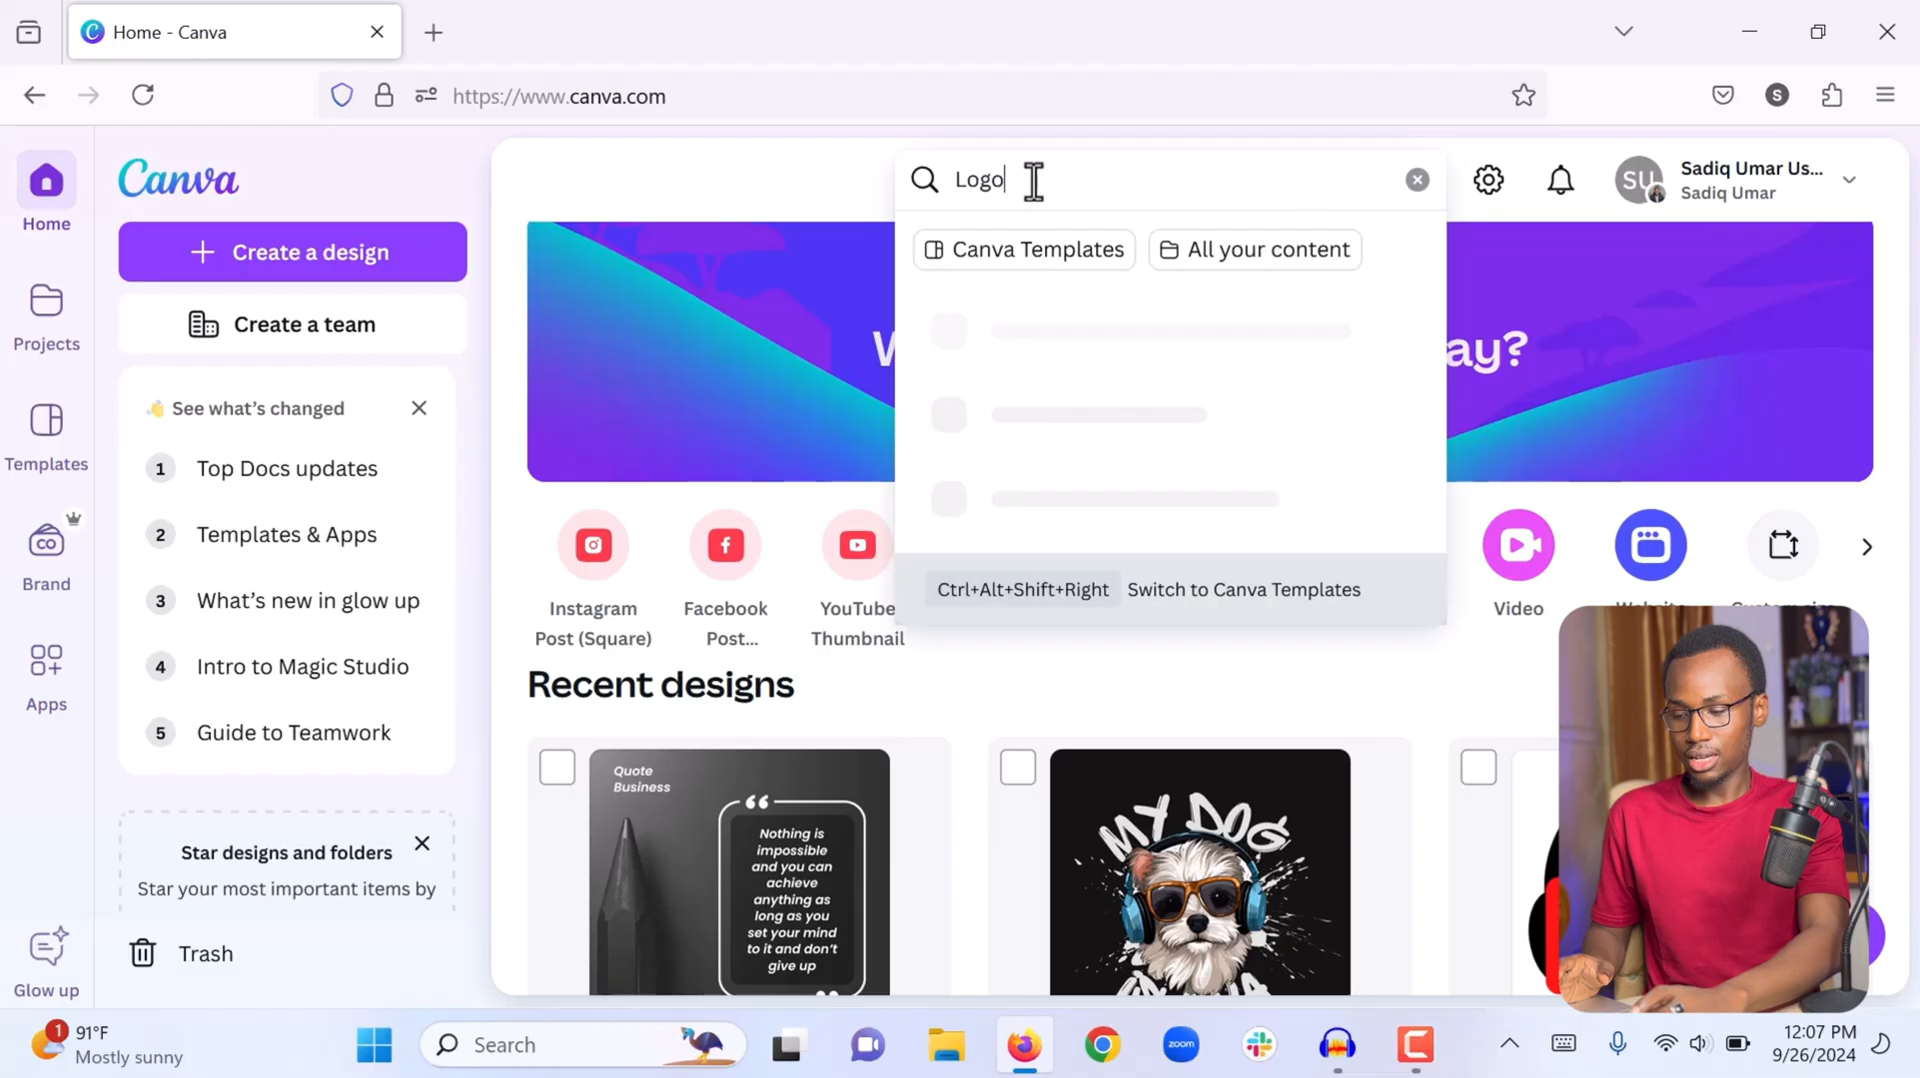 Home - Canva
https://www.canva.com
S
Home
Projects
Templates
Brand
Apps
Glow up
Canva
Create a design
Create a team
See what's changed
1 Top Docs updates
2 Templates & Apps
3 What's new in glow up
4 Intro to Magic Studio
5 Guide to Teamwork
Star designs and folders
Star your most important items by
Trash
Logo
Canva Templates
All your content
Ctrl+Alt+Shift+Right Switch to Canva Templates
SU
Sadiq Umar Us...
Sadiq Umar
W
ay?
Instagram
Post (Square)
Facebook
Post...
YouTube
Thumbnail
Video
Recent designs
Quote
Business
Nothing is
impossible
and you can
achieve
anything as
long as you
set your mind
to it and don't
give up
MY DOG
1
91°F
Mostly sunny
Search
zoom
12:07 PM
9/26/2024